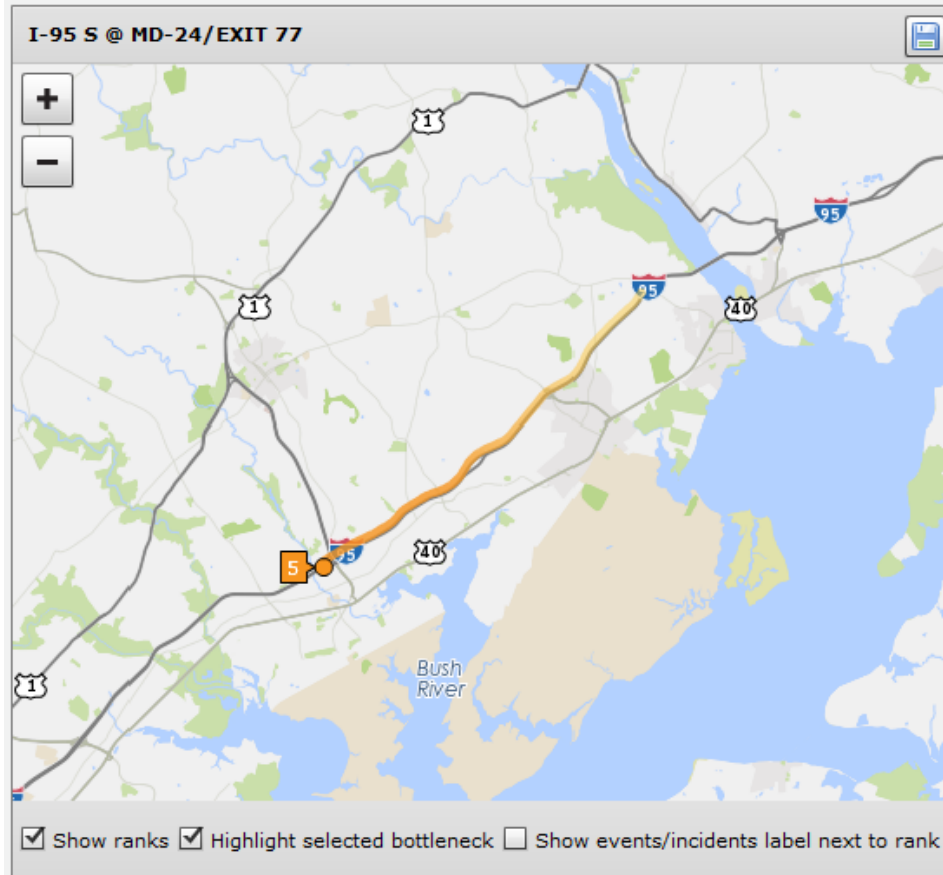 I-95 S @ MD-24/EXIT 77
+
−
1
95
1
95
40
5
95
40
1
Bush
River
Show ranks Highlight selected bottleneck Show events/incidents label next to rank